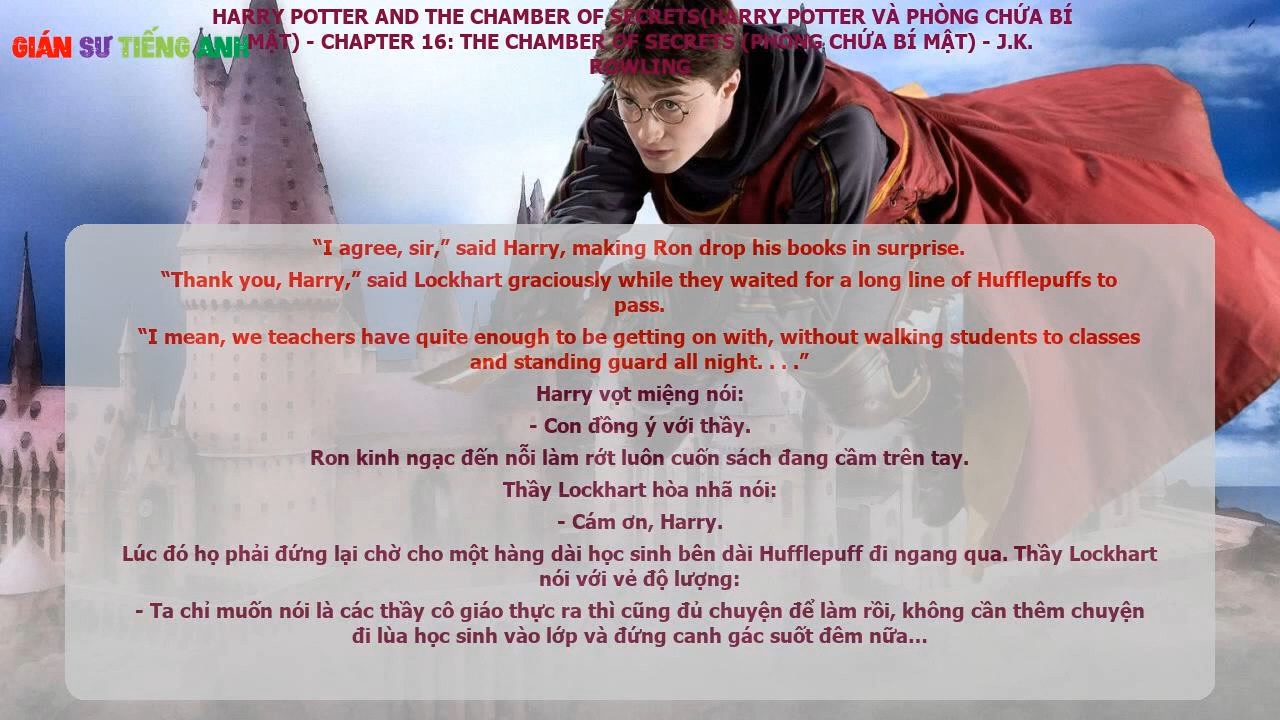 HARRY POTTER AND THE CHAMBER OF SECRETS(HARRY POTTER VÀ PHÒNG CHỨA BÍ
MẬT) - CHAPTER 16: THE CHAMBER OF SECRETS (PHÒNG CHỨA BÍ MẬT) - J.K.
ROWLING
GIÁN SỰ TIẾNG ANH
“I agree, sir,” said Harry, making Ron drop his books in surprise.
“Thank you, Harry,” said Lockhart graciously while they waited for a long line of Hufflepuffs to
pass.
“I mean, we teachers have quite enough to be getting on with, without walking students to classes
and standing guard all night. . . .”
Harry vọt miệng nói:
- Con đồng ý với thầy.
Ron kinh ngạc đến nỗi làm rớt luôn cuốn sách đang cầm trên tay.
Thầy Lockhart hòa nhã nói:
- Cám ơn, Harry.
Lúc đó họ phải đứng lại chờ cho một hàng dài học sinh bên dài Hufflepuff đi ngang qua. Thầy Lockhart
nói với vẻ độ lượng:
- Ta chỉ muốn nói là các thầy cô giáo thực ra thì cũng đủ chuyện để làm rồi, không cần thêm chuyện
đi lùa học sinh vào lớp và đứng canh gác suốt đêm nữa...